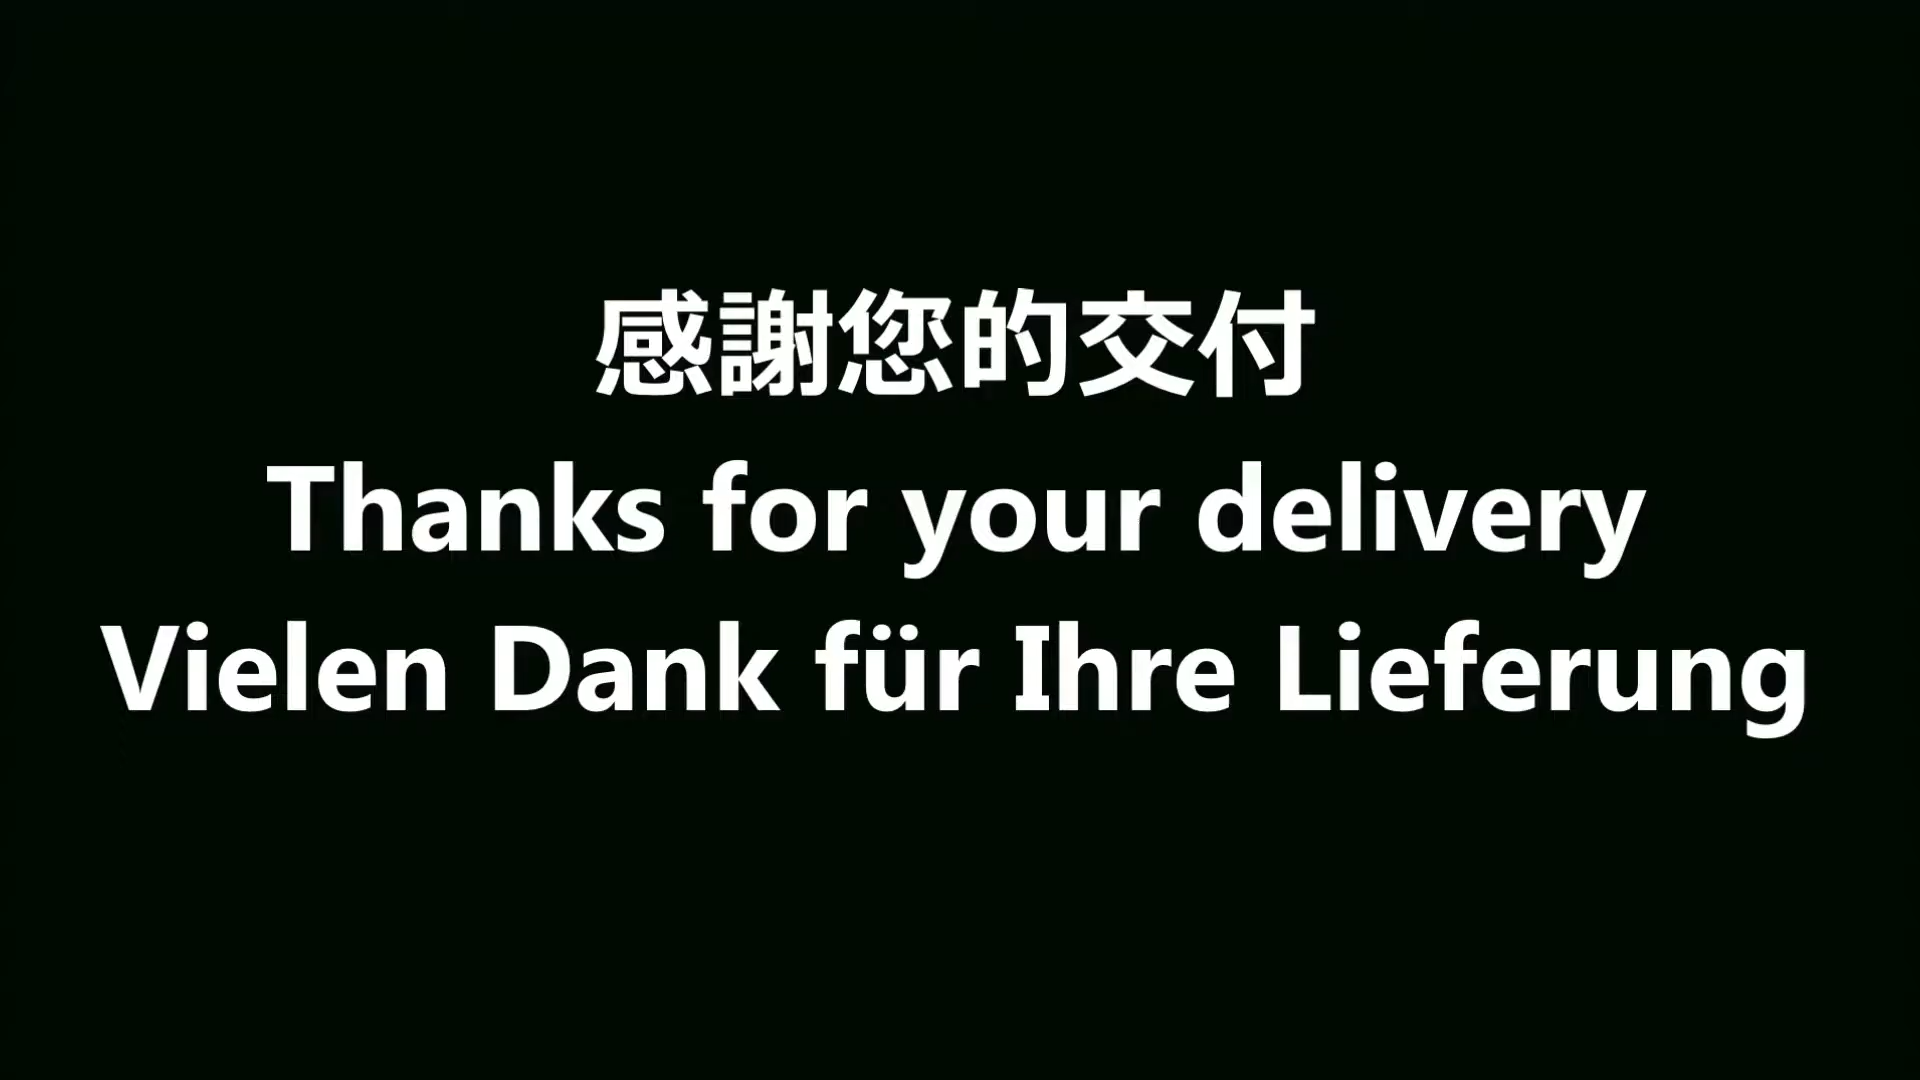 感謝您的交付
Thanks for your delivery
Vielen Dank für Ihre Lieferung